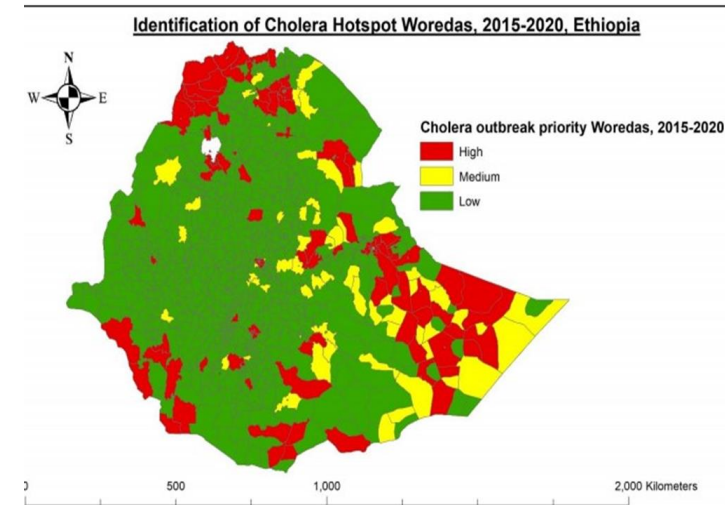 Identification of Cholera Hotspot Woredas, 2015-2020, Ethiopia
N
W E
S
Cholera outbreak priority Woredas, 2015-2020
High
Medium
Low
0 500 1,000 2,000 Kilometers